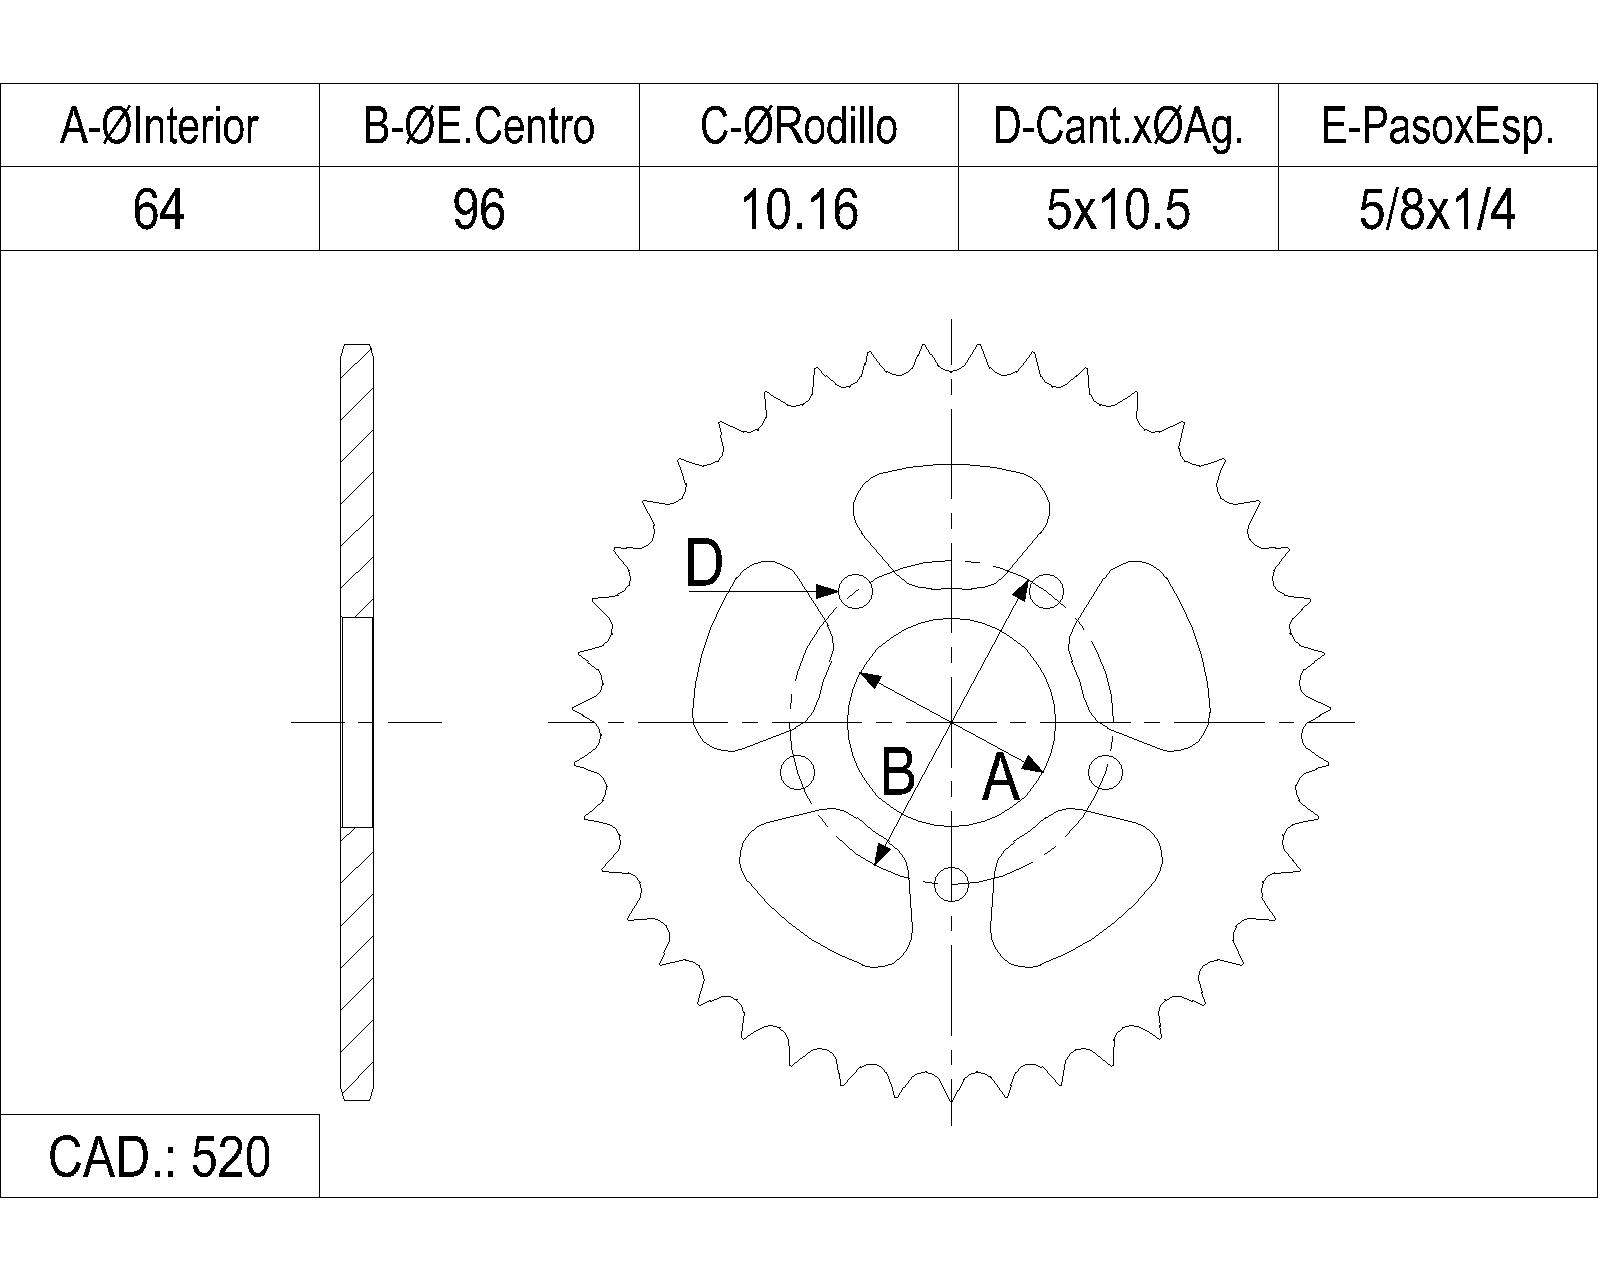 A-ØInterior B-ØE.Centro C-ØRodillo D-Cant.xØAg. E-PasoxEsp.
64 96 10.16 5x10.5 5/8x1/4
D
B
A
CAD.: 520